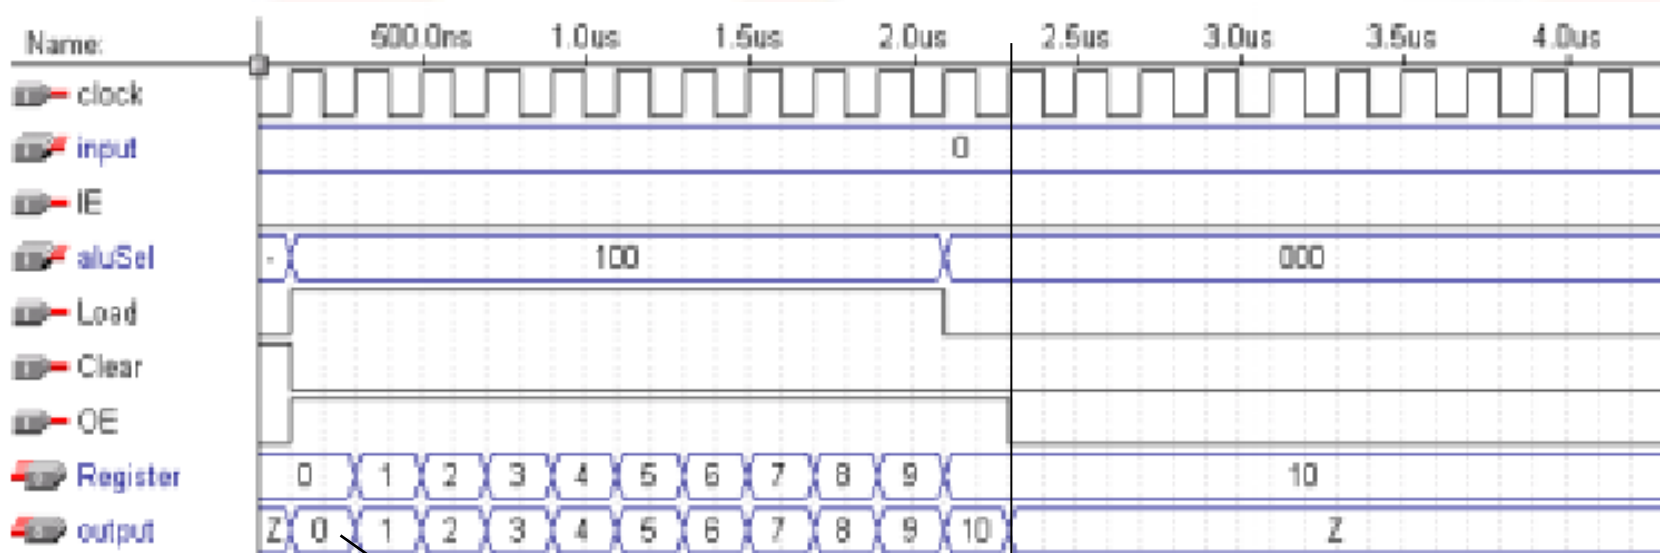 Name: 500.0ns 1.0us 1.5us 2.0us 2.5us 3.0us 3.5us 4.0us
clock
input 0
IE
aluSel - 100 000
Load
Clear
OE
Register 0 1 2 3 4 5 6 7 8 9 10
output Z 0 1 2 3 4 5 6 7 8 9 10 Z